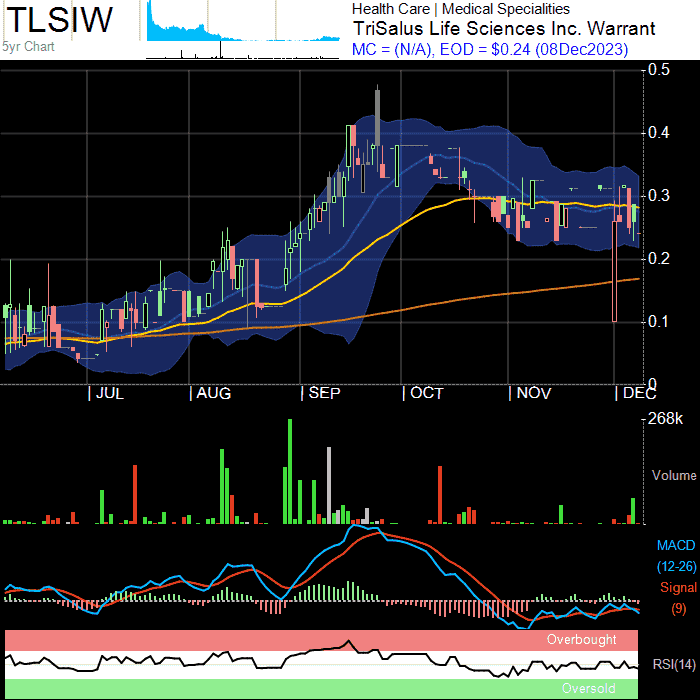 TLSIW
5yr Chart
Health Care | Medical Specialities
TriSalus Life Sciences Inc. Warrant
MC = (N/A), EOD = $0.24 (08Dec2023)
0.5
0.4
0.3
0.2
0.1
0
JUL AUG SEP OCT NOV DEC
268k
Volume
MACD
(12-26)
Signal
(9)
Overbought
RSI(14)
Oversold